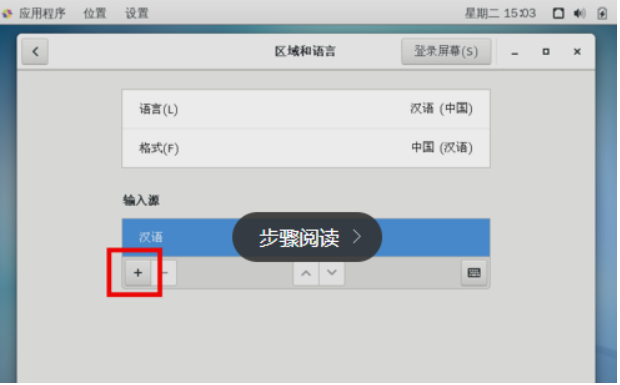 应用程序 位置 设置 星期二 15:03
区域和语言 登录屏幕(S)
语言(L) 汉语 (中国)
格式(F) 中国 (汉语)
输入源
汉语
步骤阅读